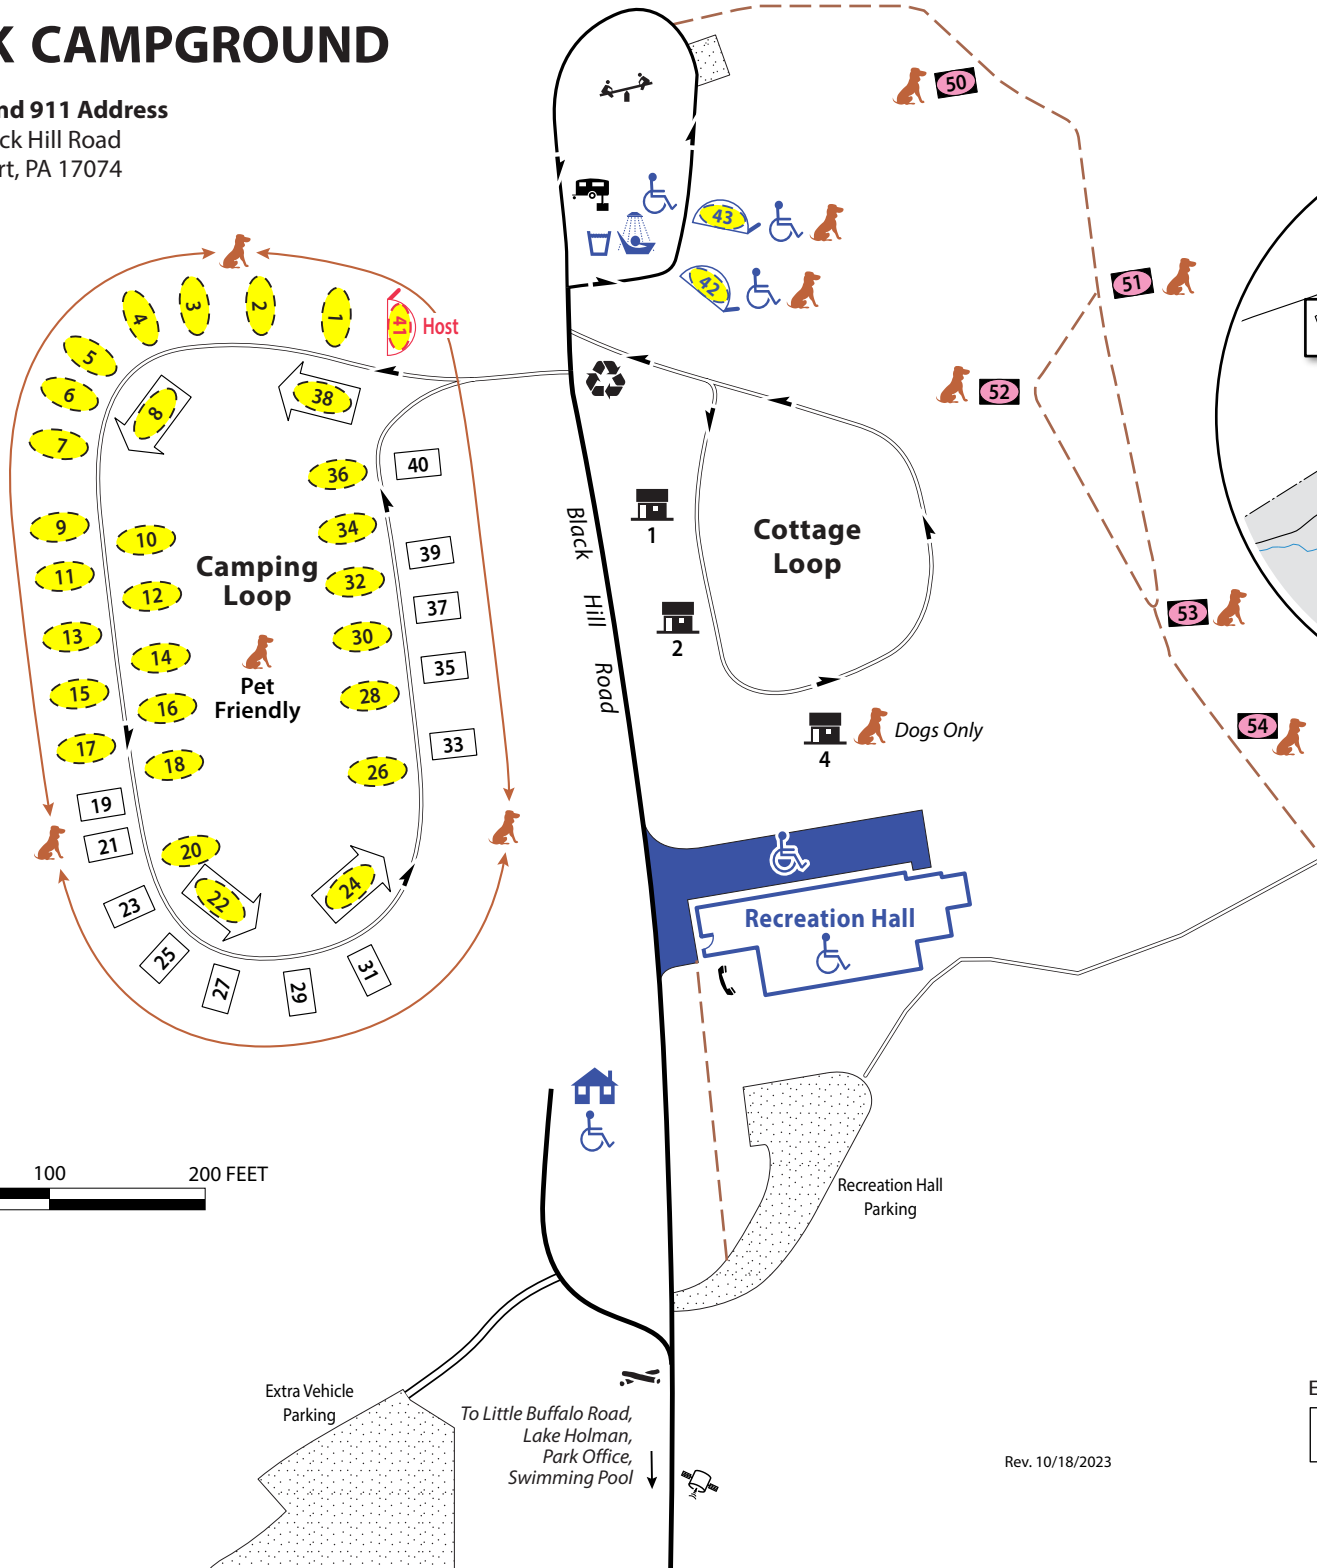 K CAMPGROUND
nd 911 Address
ck Hill Road
rt, PA 17074
50
43
42
51
52
53
54
Host
41
1
2
3
4
5
6
7
8
38
36
40
9
10
34
39
11
12
32
37
13
14
30
35
15
16
28
33
17
18
26
19
21
20
22
24
23
25
27
29
31
Camping
Loop
Pet
Friendly
Black
Hill
Road
Cottage
Loop
1
2
4
Dogs Only
Recreation Hall
100
200 FEET
Recreation Hall
Parking
Extra Vehicle
Parking
To Little Buffalo Road,
Lake Holman,
Park Office,
Swimming Pool
Rev. 10/18/2023
E